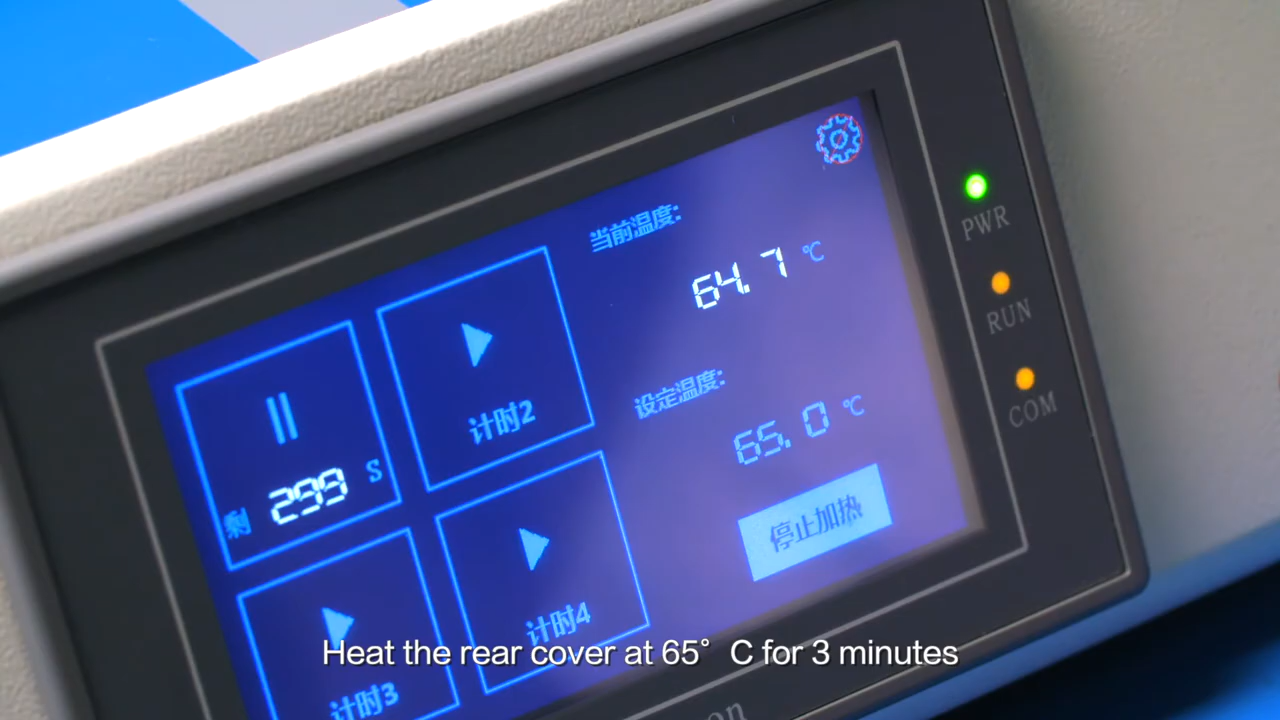 当前温度:
64.7 ℃
设定温度:
65.0 ℃
停止加热
剩 299 S
计时2
计时3
计时4
PWR
RUN
COM
Heat the rear cover at 65° C for 3 minutes